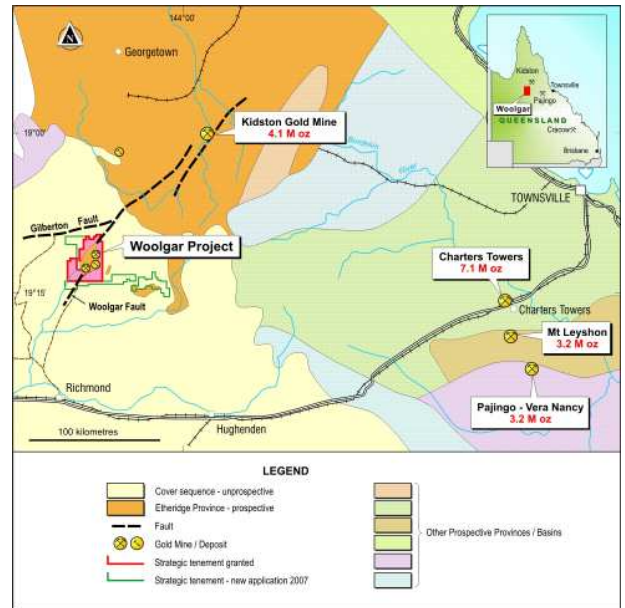 144°00'
N
Georgetown
Kidston Gold Mine
4.1 M oz
19°00'
Kidston
Townsville
Pajingo
Woolgar
QUEENSLAND
Cracow
Brisbane
River
TOWNSVILLE
Gilberton Fault
Woolgar Project
Charters Towers
7.1 M oz
19°15'
Woolgar Fault
Charters Towers
Mt Leyshon
3.2 M oz
Richmond
Pajingo - Vera Nancy
3.2 M oz
100 kilometres
Hughenden
LEGEND
Cover sequence - unprospective
Etheridge Province - prospective
Fault
Gold Mine / Deposit
Strategic tenement granted
Strategic tenement - new application 2007
Other Prospective Provinces / Basins